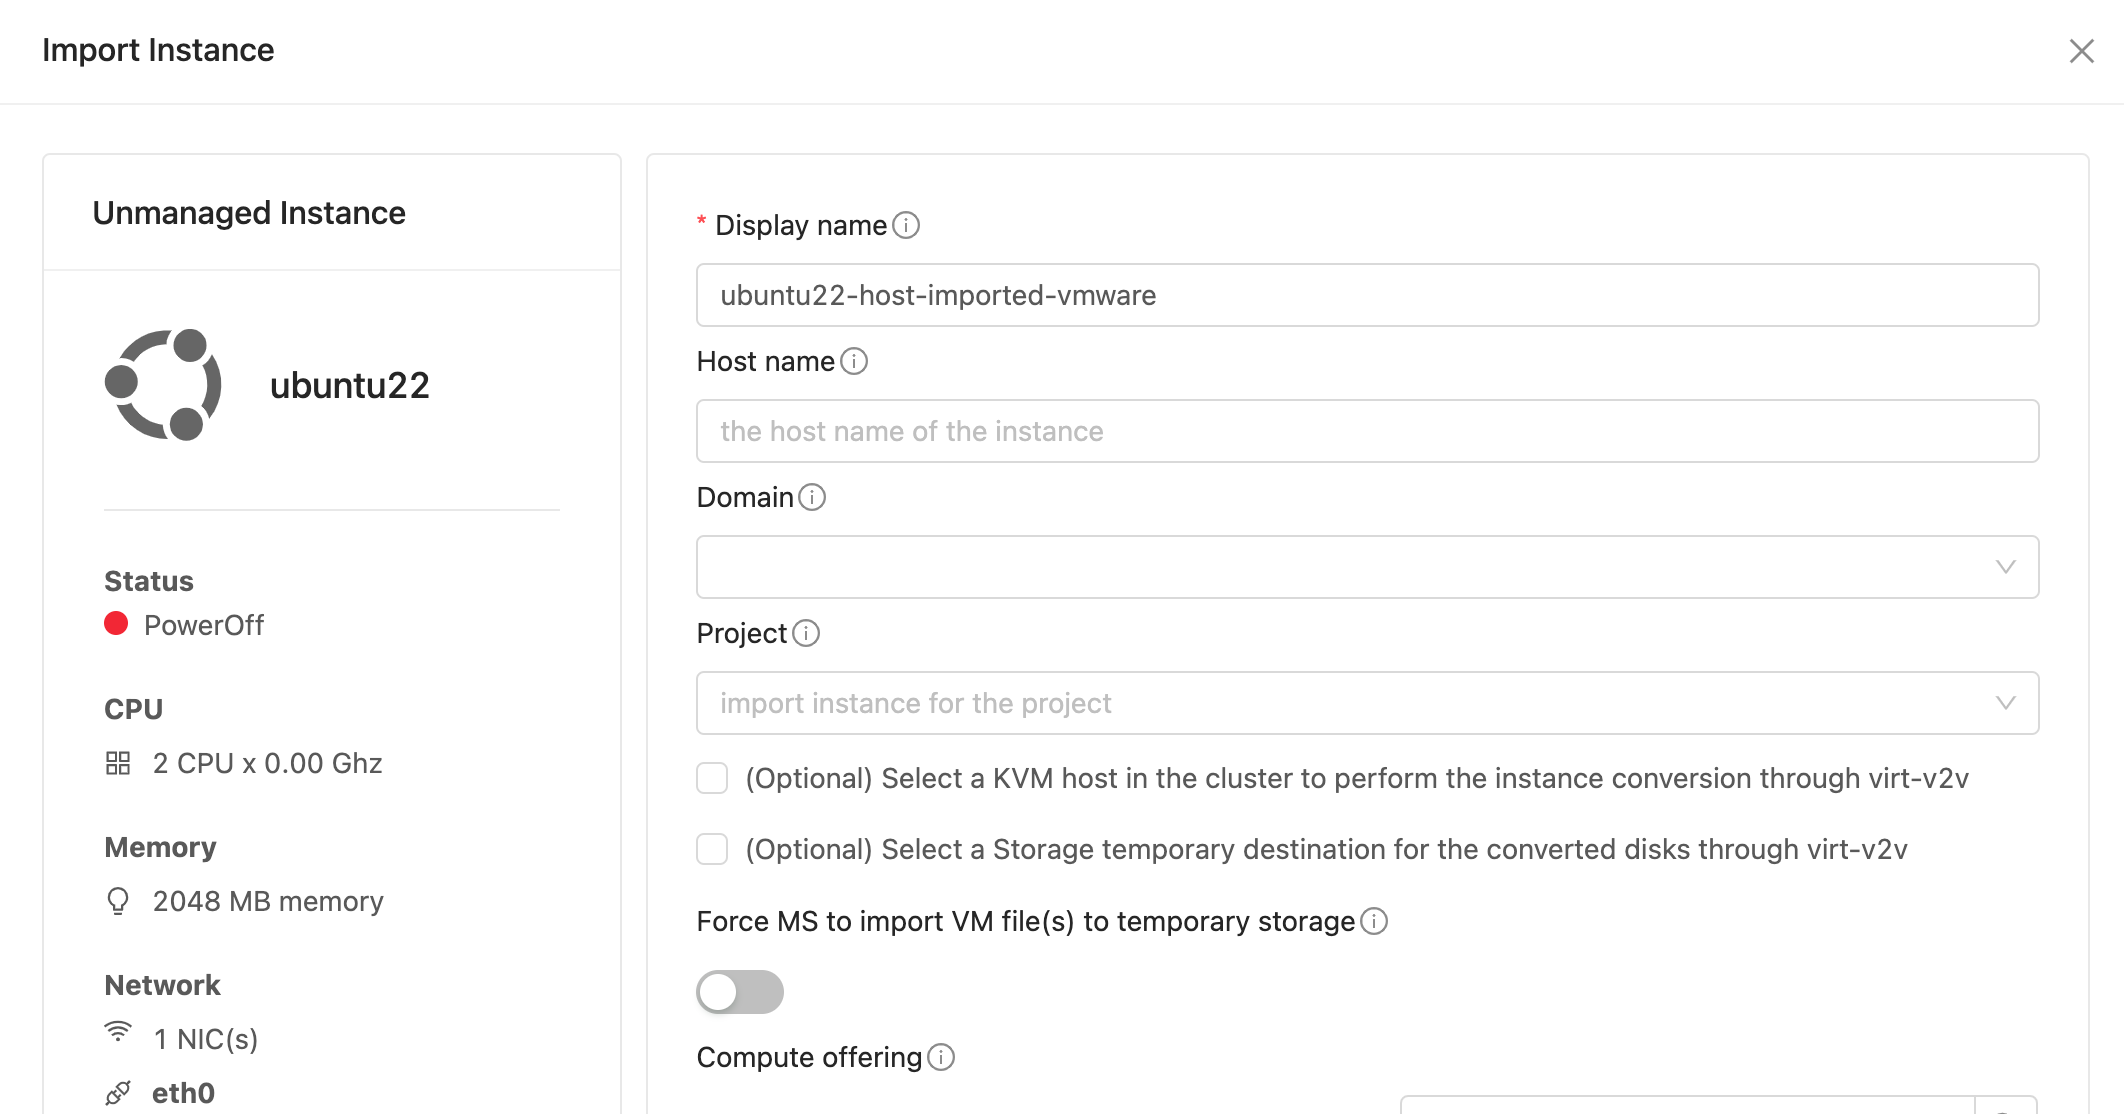 Import Instance
Unmanaged Instance
ubuntu22
Status
PowerOff
CPU
2 CPU x 0.00 Ghz
Memory
2048 MB memory
Network
1 NIC(s)
eth0
* Display name
ubuntu22-host-imported-vmware
Host name
the host name of the instance
Domain
Project
import instance for the project
(Optional) Select a KVM host in the cluster to perform the instance conversion through virt-v2v
(Optional) Select a Storage temporary destination for the converted disks through virt-v2v
Force MS to import VM file(s) to temporary storage
Compute offering